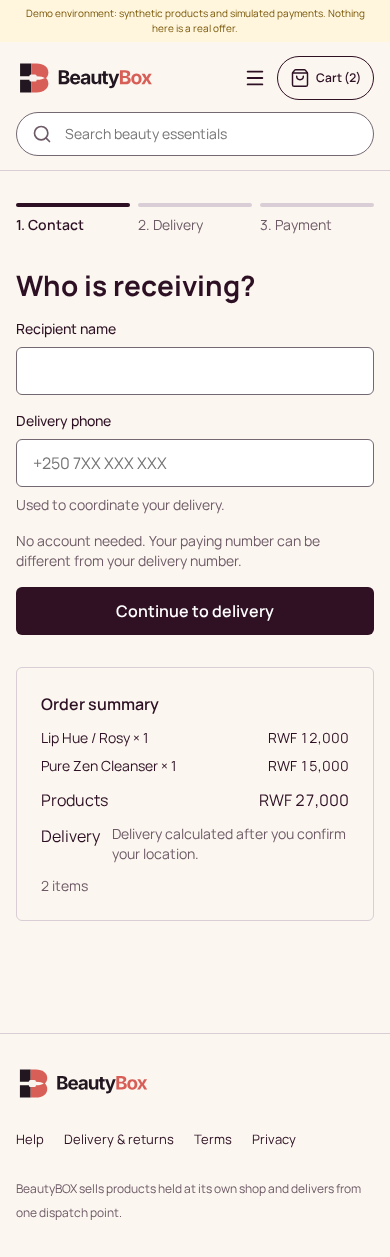 Demo environment: synthetic products and simulated payments. Nothing
here is a real offer.
BeautyBox
Cart (2)
Search beauty essentials
1. Contact
2. Delivery
3. Payment
Who is receiving?
Recipient name
Delivery phone
+250 7XX XXX XXX
Used to coordinate your delivery.
No account needed. Your paying number can be
different from your delivery number.
Continue to delivery
Order summary
Lip Hue / Rosy × 1 RWF 12,000
Pure Zen Cleanser × 1 RWF 15,000
Products RWF 27,000
Delivery Delivery calculated after you confirm
your location.
2 items
BeautyBox
Help Delivery & returns Terms Privacy
BeautyBOX sells products held at its own shop and delivers from
one dispatch point.